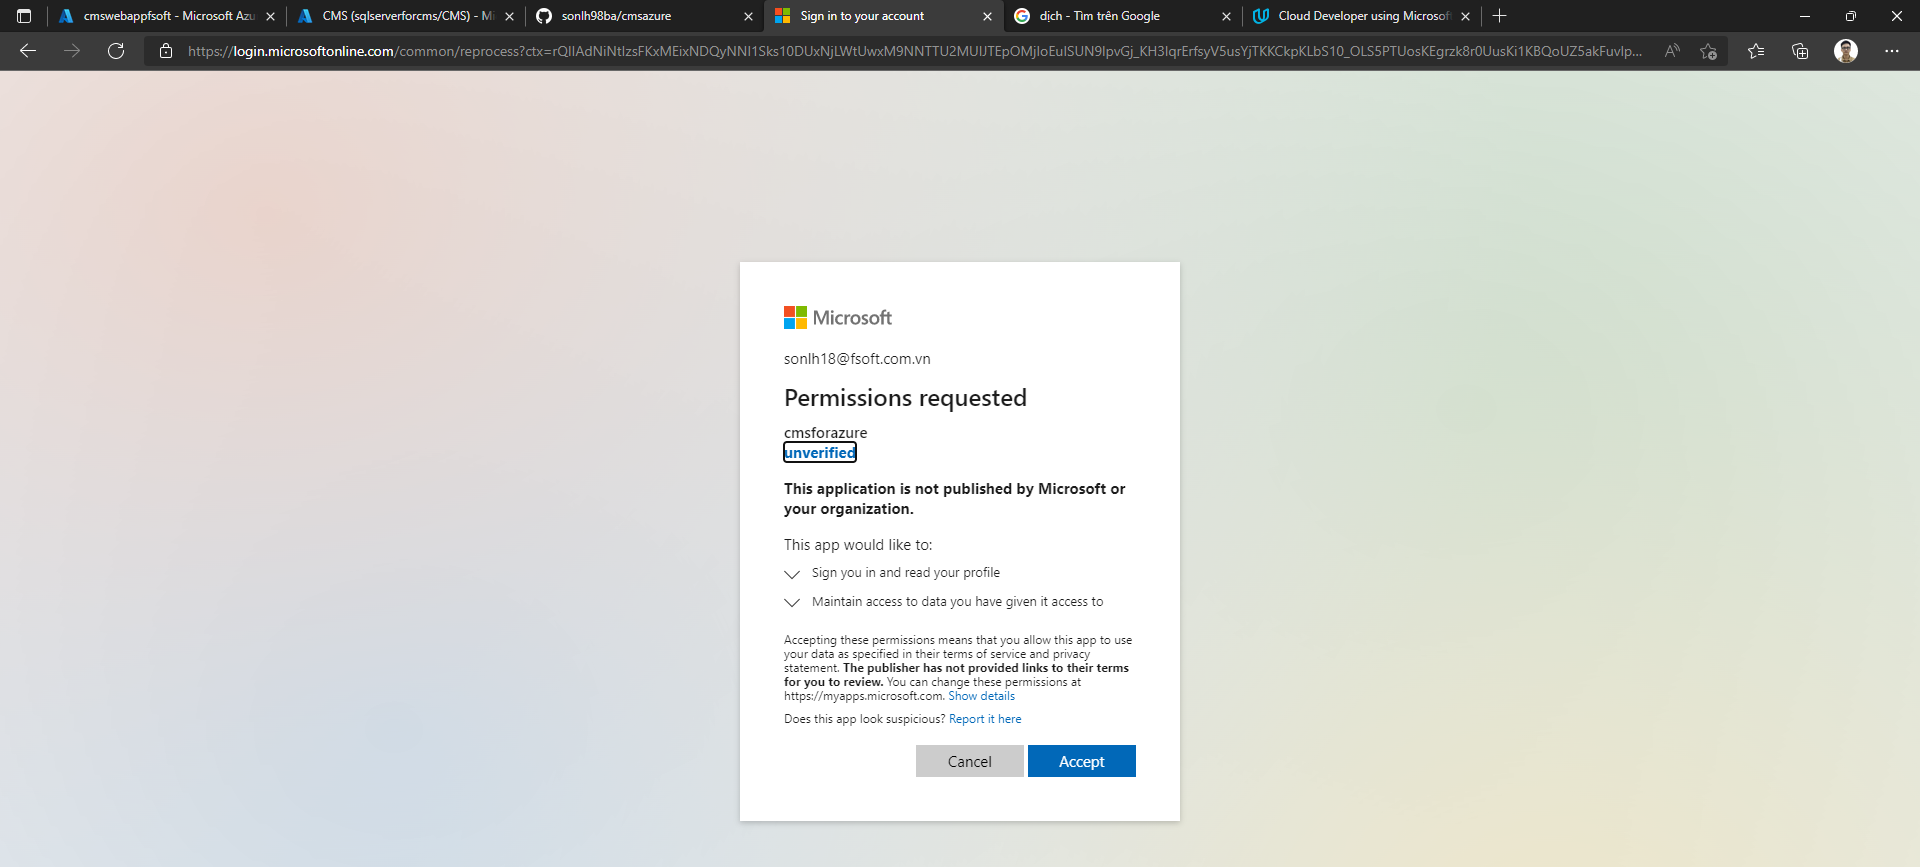 cmswebappfsoft - Microsoft Azu
CMS (sqlserverforcms/CMS) - Mi
sonlh98ba/cmsazure
Sign in to your account
dịch - Tìm trên Google
Cloud Developer using Microsof
https://login.microsoftonline.com/common/reprocess?ctx=
Microsoft
sonlh18@fsoft.com.vn
Permissions requested
cmsforazure
unverified
This application is not published by Microsoft or
your organization.
This app would like to:
Sign you in and read your profile
Maintain access to data you have given it access to
Accepting these permissions means that you allow this app to use
your data as specified in their terms of service and privacy
statement. The publisher has not provided links to their terms
for you to review. You can change these permissions at
https://myapps.microsoft.com. Show details
Does this app look suspicious? Report it here
Cancel
Accept